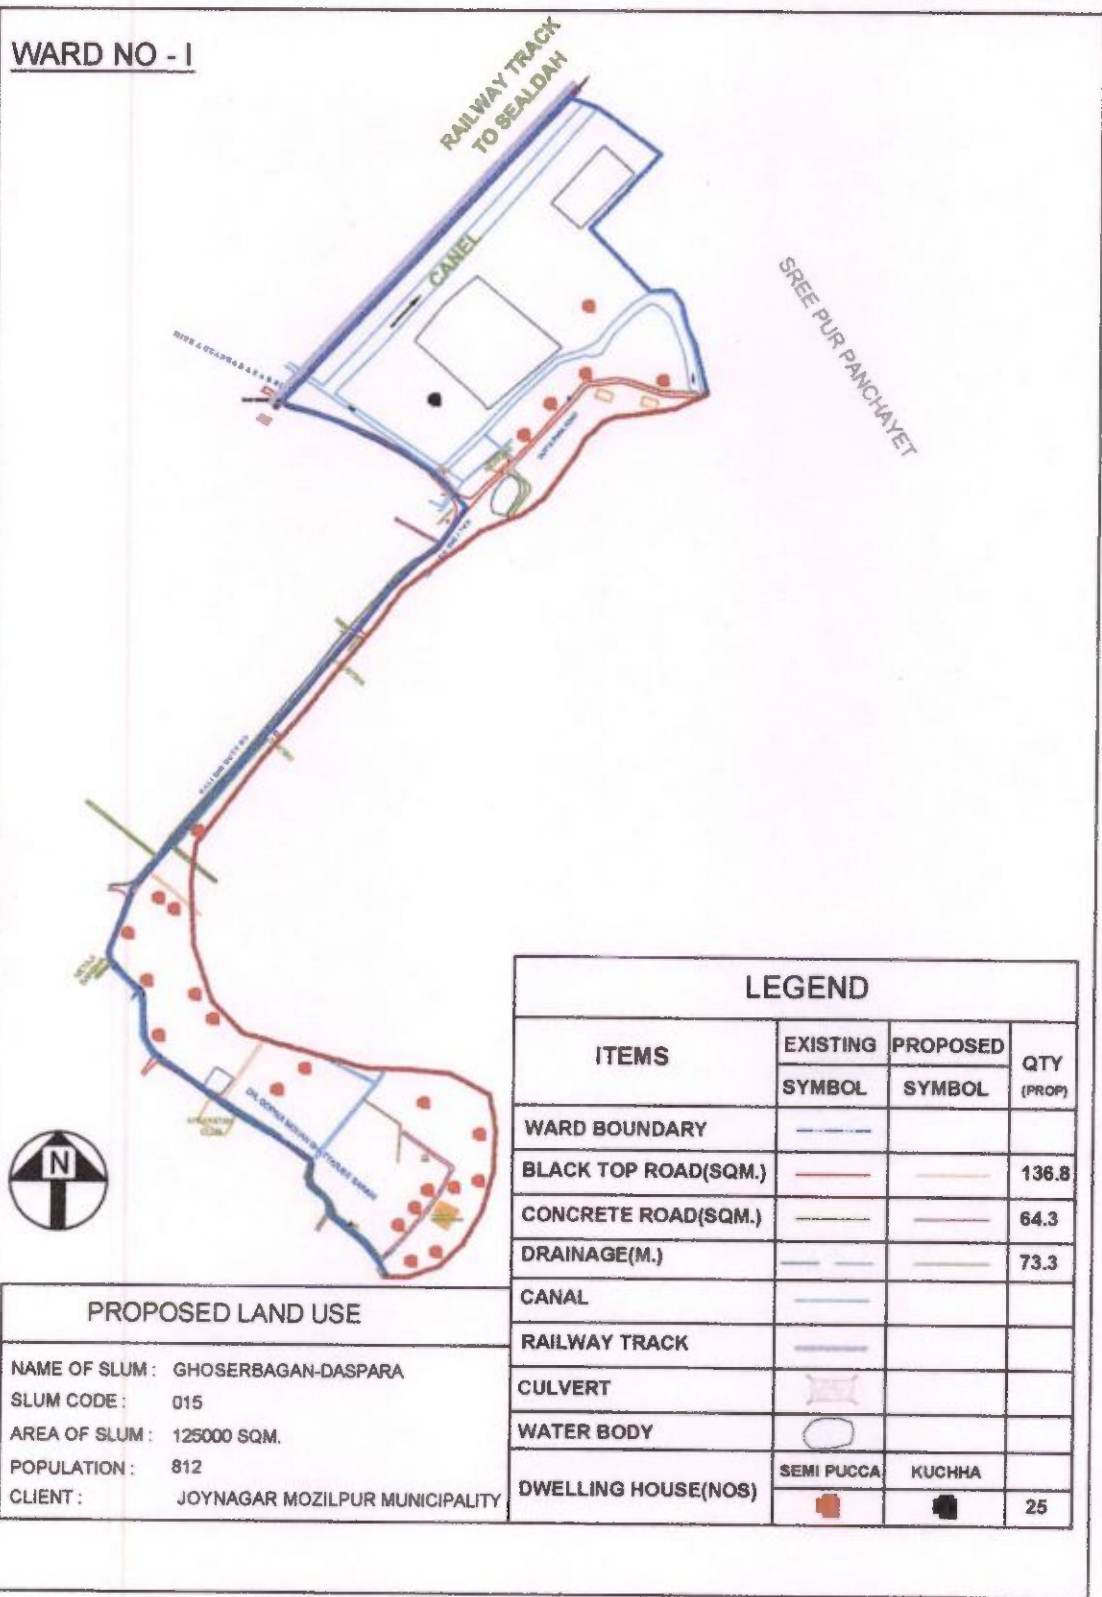 WARD NO - I
RAILWAY TRACK
TO SEALDAH
CANEL
SREE PUR PANCHAYET
N
LEGEND
ITEMS EXISTING PROPOSED QTY
SYMBOL SYMBOL (PROP)
WARD BOUNDARY
BLACK TOP ROAD(SQM.) 136.8
CONCRETE ROAD(SQM.) 64.3
DRAINAGE(M.) 73.3
CANAL
RAILWAY TRACK
CULVERT
WATER BODY
DWELLING HOUSE(NOS) SEMI PUCCA KUCHHA
25
PROPOSED LAND USE
NAME OF SLUM : GHOSERBAGAN-DASPARA
SLUM CODE : 015
AREA OF SLUM : 125000 SQM.
POPULATION : 812
CLIENT : JOYNAGAR MOZILPUR MUNICIPALITY